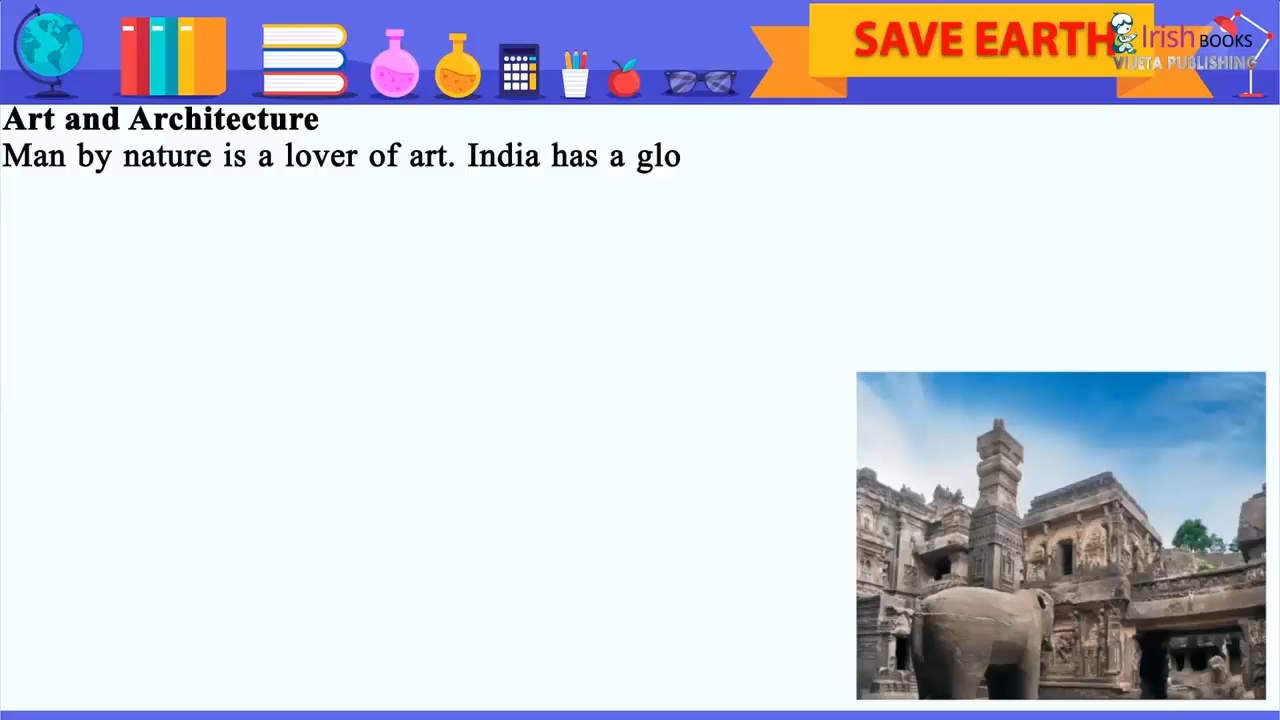 SAVE EARTH
Irish BOOKS
VIJETA PUBLISHING
Art and Architecture
Man by nature is a lover of art. India has a glo